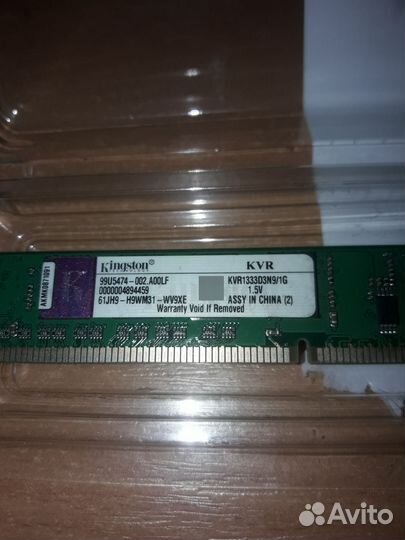 Kingston KVR
99U5474-002.A00LF KVR1333D3N9/1G
0000004894459 1.5V
61JH9-H9WM31-WV9XE ASSY IN CHINA (2)
Warranty Void If Removed
AKMK0871091
Avito